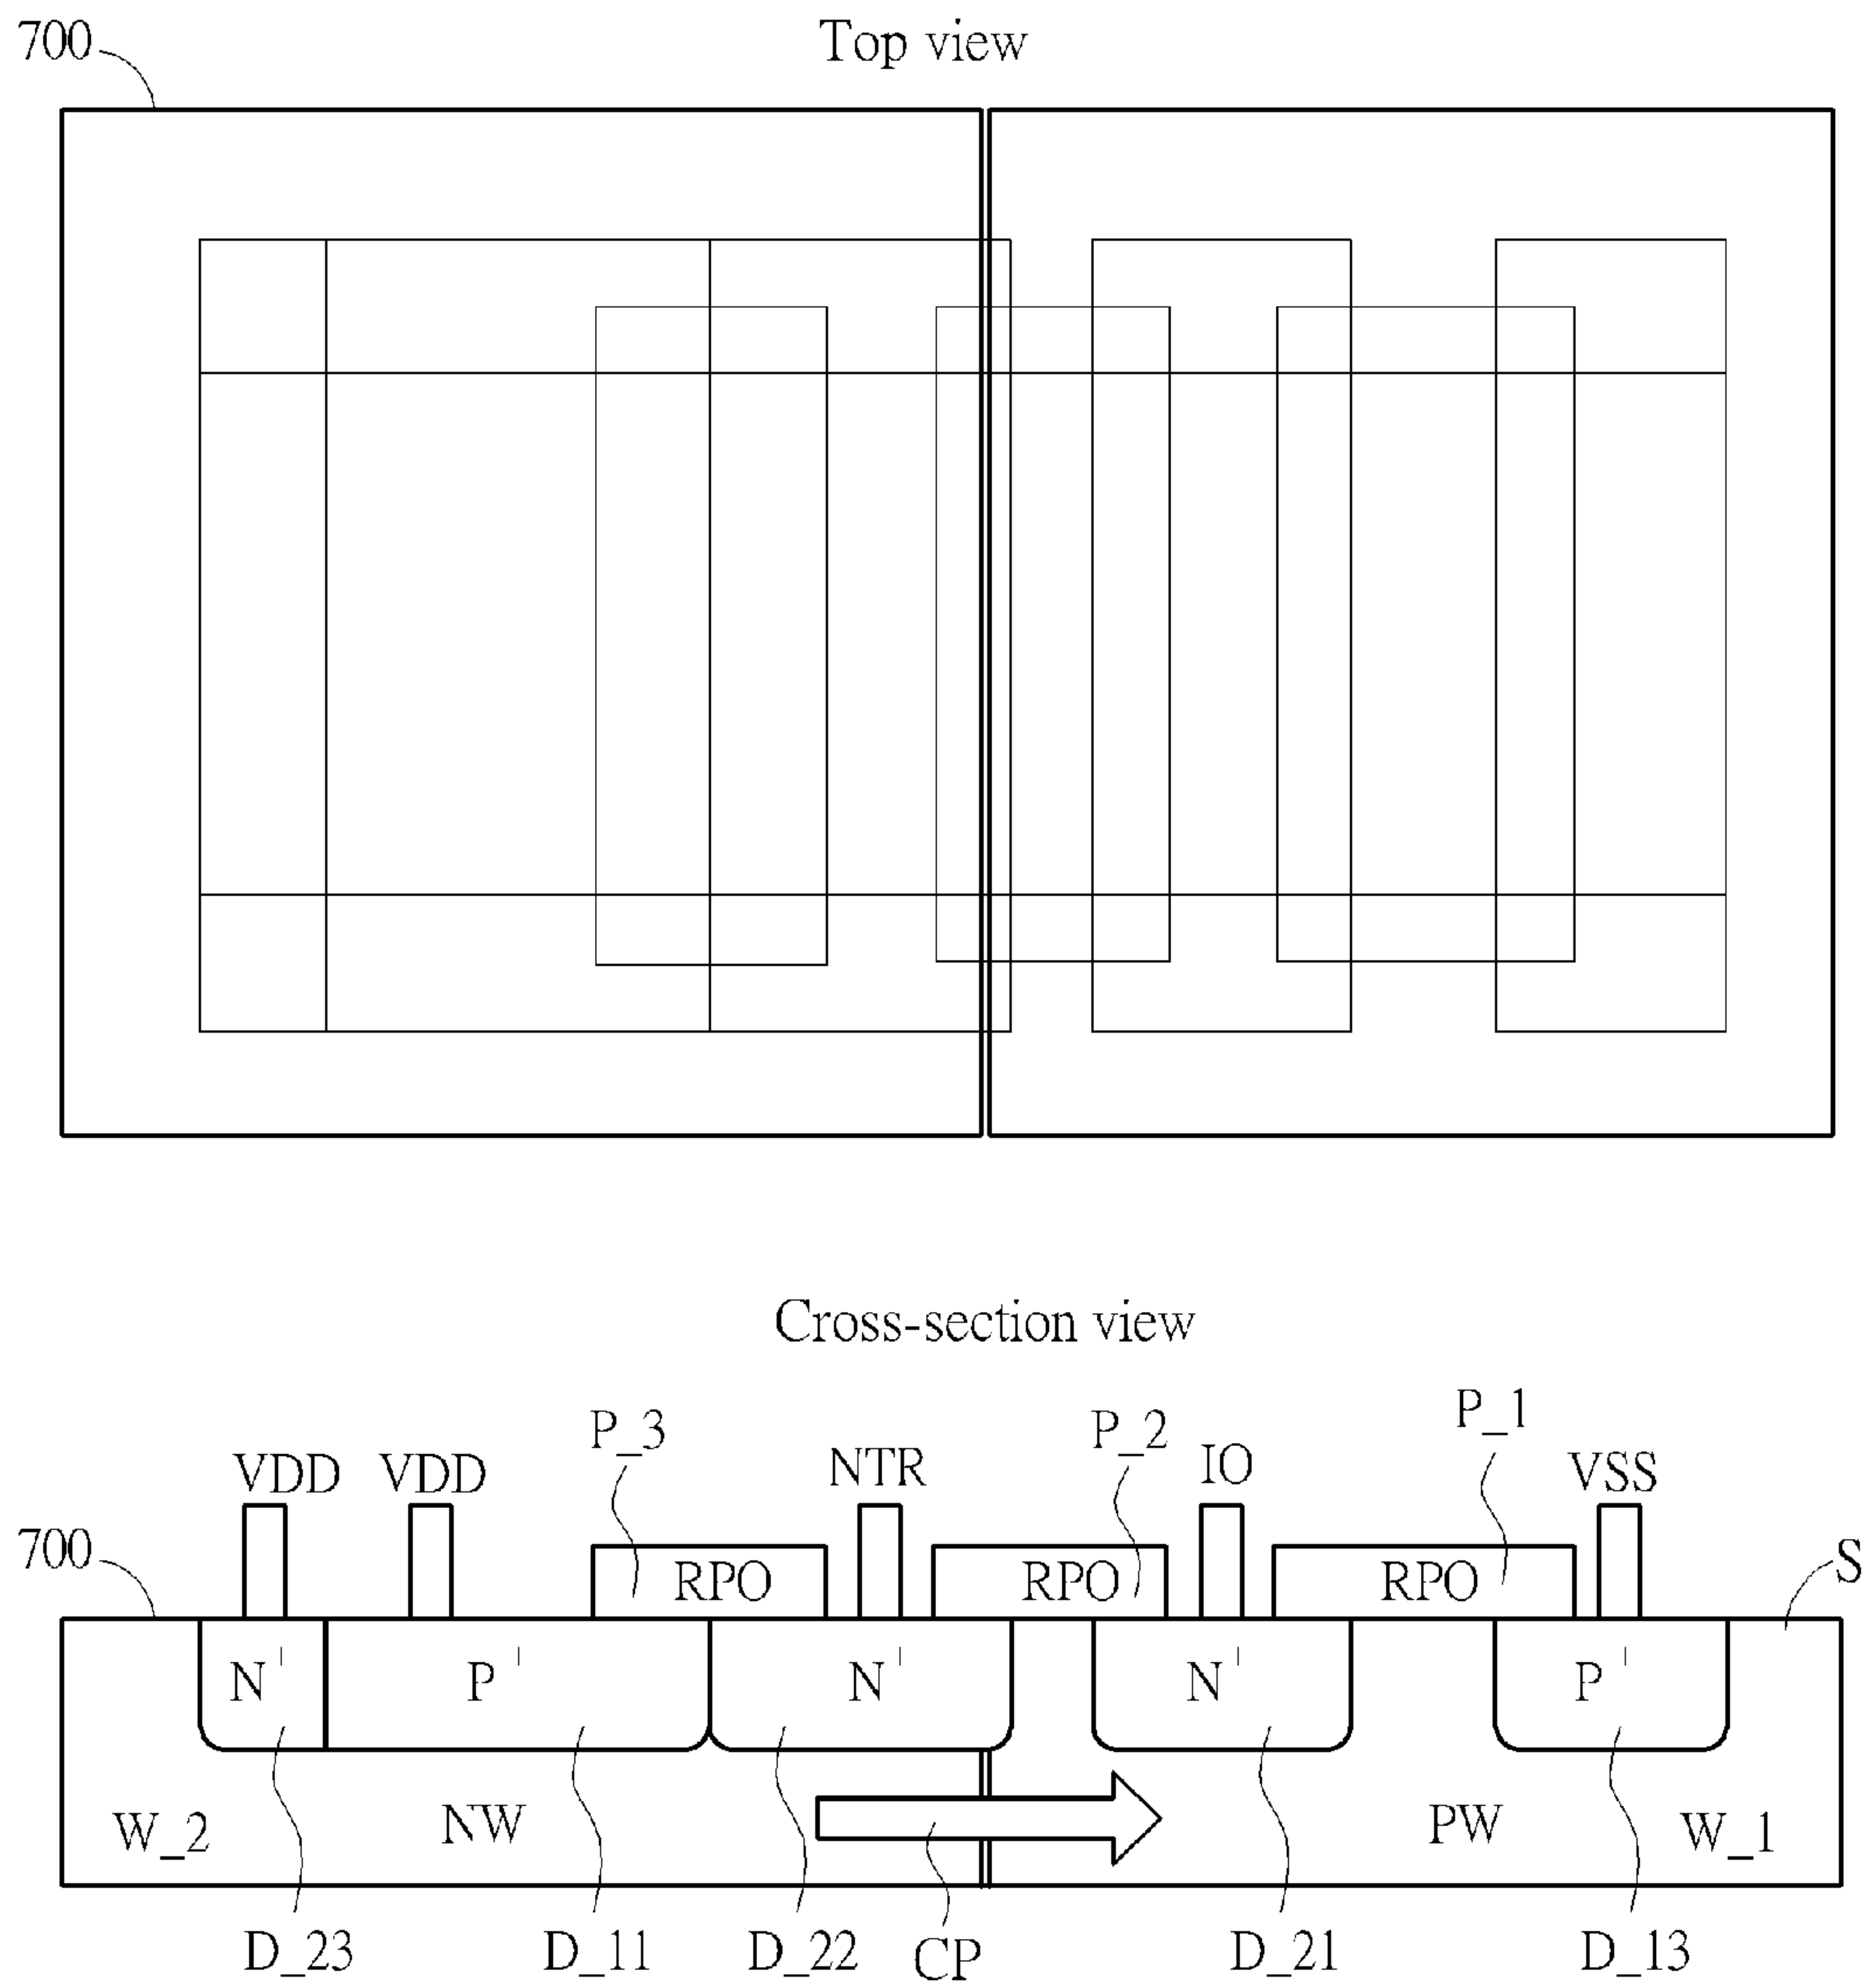 700
Top view
Cross-section view
P_3 P_2 P_1
VDD VDD NTR IO VSS
700 RPO RPO RPO S
N+ P+ N+ N+ P+
W_2 NW PW W_1
D_23 D_11 D_22 CP D_21 D_13